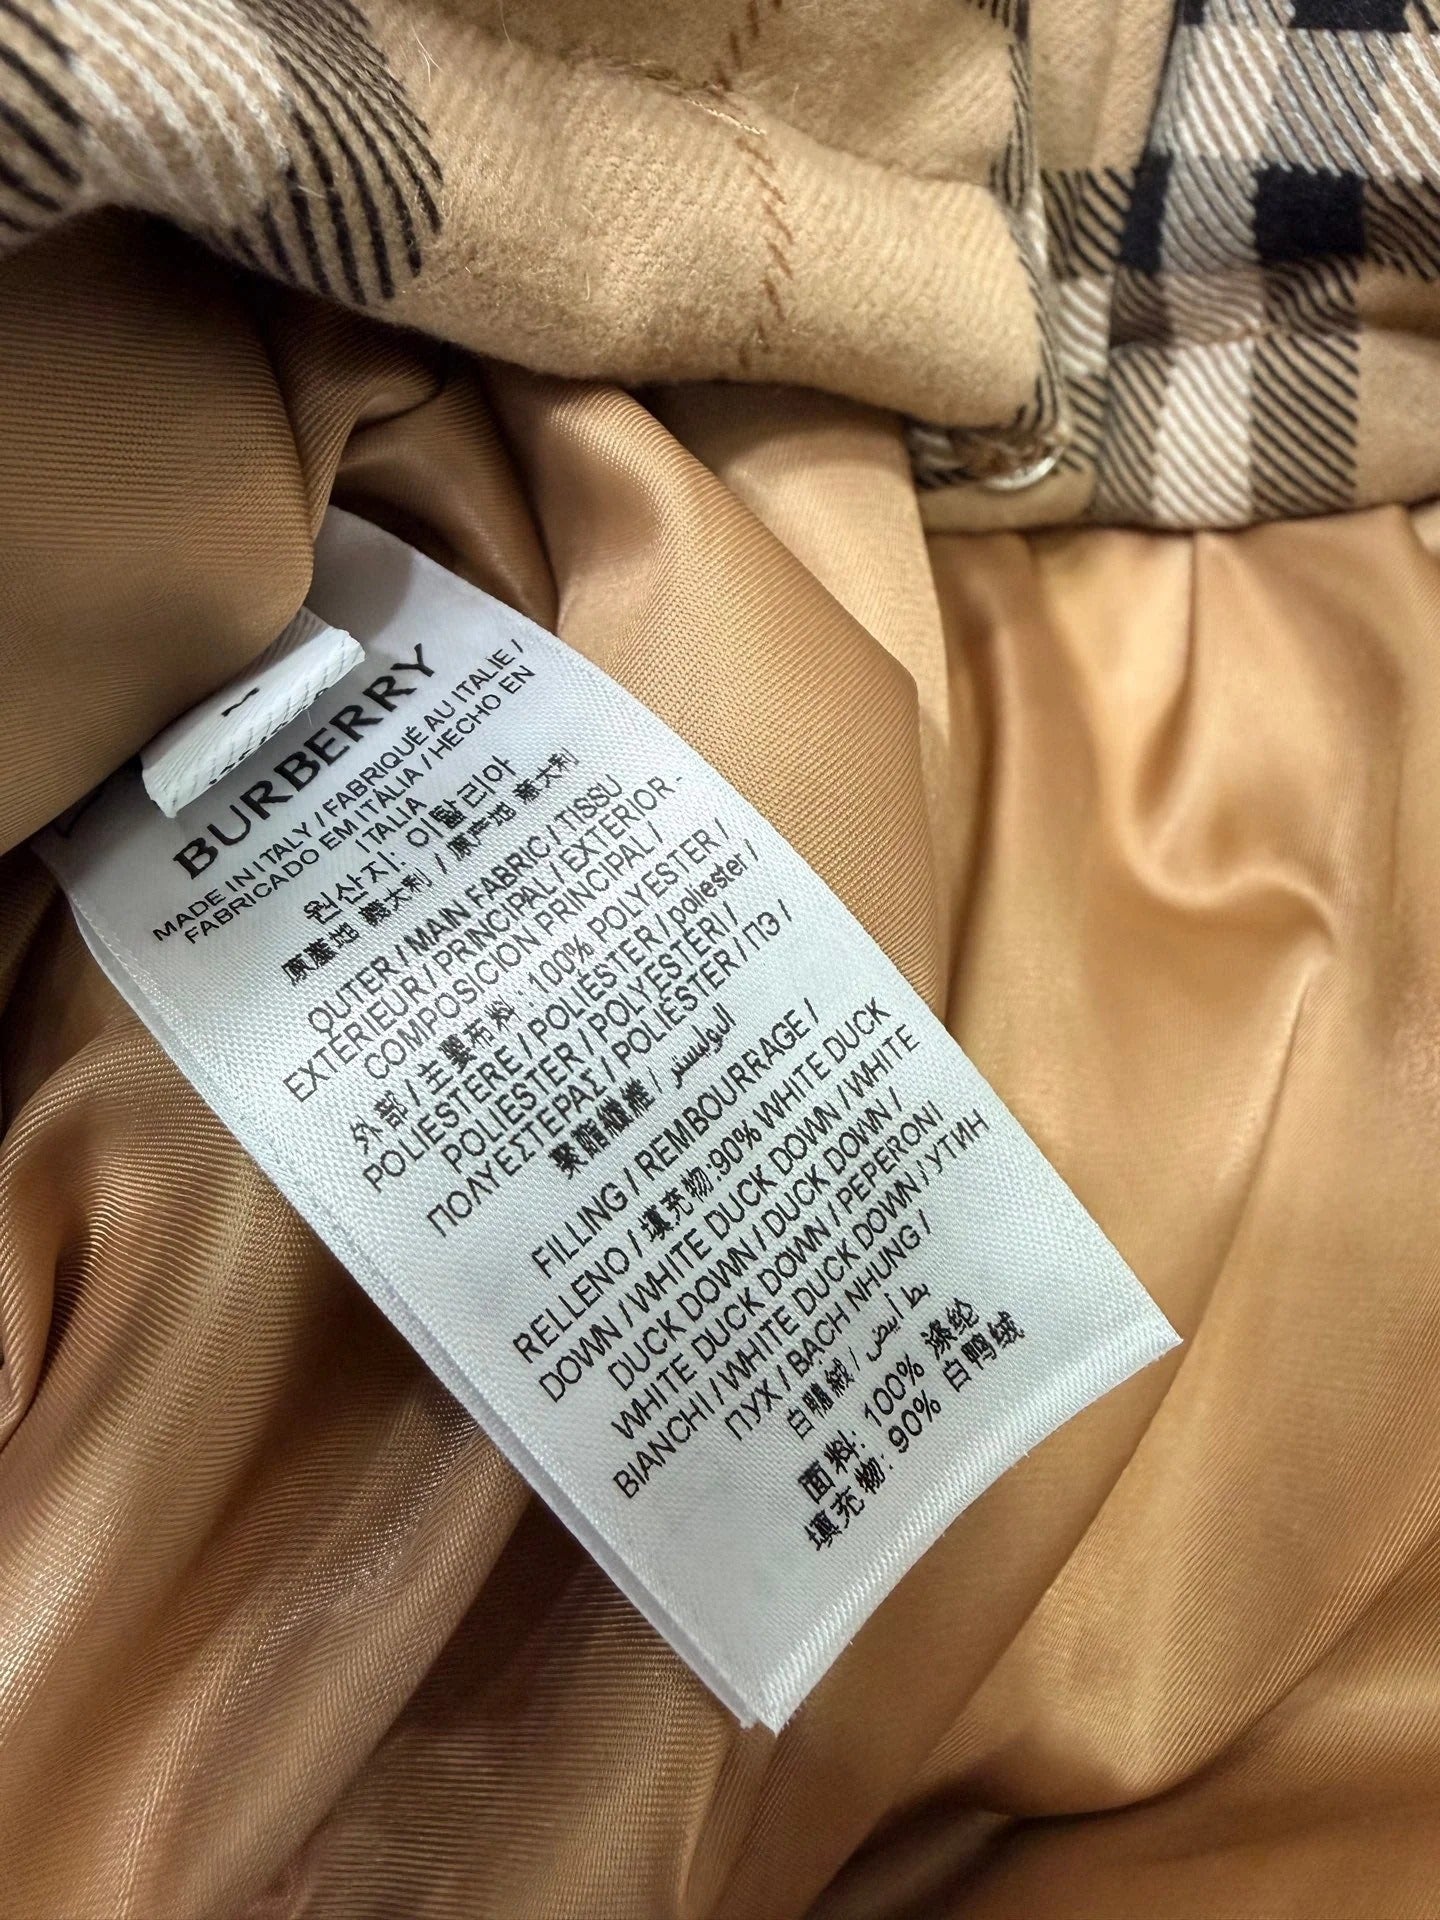 BURBERRY
MADE IN ITALY / FABRIQUÉ AU ITALIE /
FABRICADO EM ITÁLIA / HECHO EN
ITALIA
원산지: 이탈리아
原產地 義大利 / 原产地 意大利
OUTER / MAIN FABRIC / TISSU
EXTÉRIEUR / PRINCIPAL / EXTERIOR -
COMPOSICIÓN PRINCIPAL /
外部 / 主要布料 : 100% POLYESTER /
POLIESTERE / POLIÉSTER / poliester /
POLIESTER / POLYESTERI /
ΠΟΛΥΕΣΤΕΡΑΣ / POLIÉSTER / ПЭ /
聚酯纖維 / البوليستر
FILLING / REMBOURRAGE /
RELLENO / 填充物:90% WHITE DUCK
DOWN / WHITE DUCK DOWN / WHITE
DUCK DOWN / DUCK DOWN /
WHITE DUCK DOWN / PEPERONI
BIANCHI / WHITE DUCK DOWN / УТИН
ПУХ / BẠCH NHUNG /
白鴨絨 / بط أبيض
面料: 100% 涤纶
填充物: 90% 白鸭绒